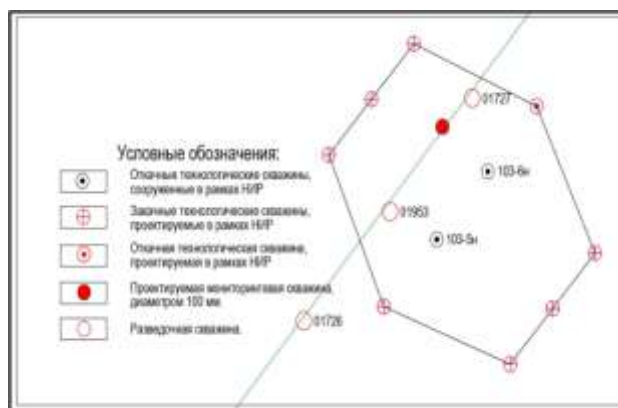 01727
Условные обозначения:
Откачные технологические скважины,
сооруженные в рамках НИР
103-6н
Закачные технологические скважины,
проектируемые в рамках НИР
01953
Откачная технологическая скважина,
проектируемая в рамках НИР
103-5н
Проектируемая мониторинговая скважина,
диаметром 100 мм
Разведочная скважина.
01726